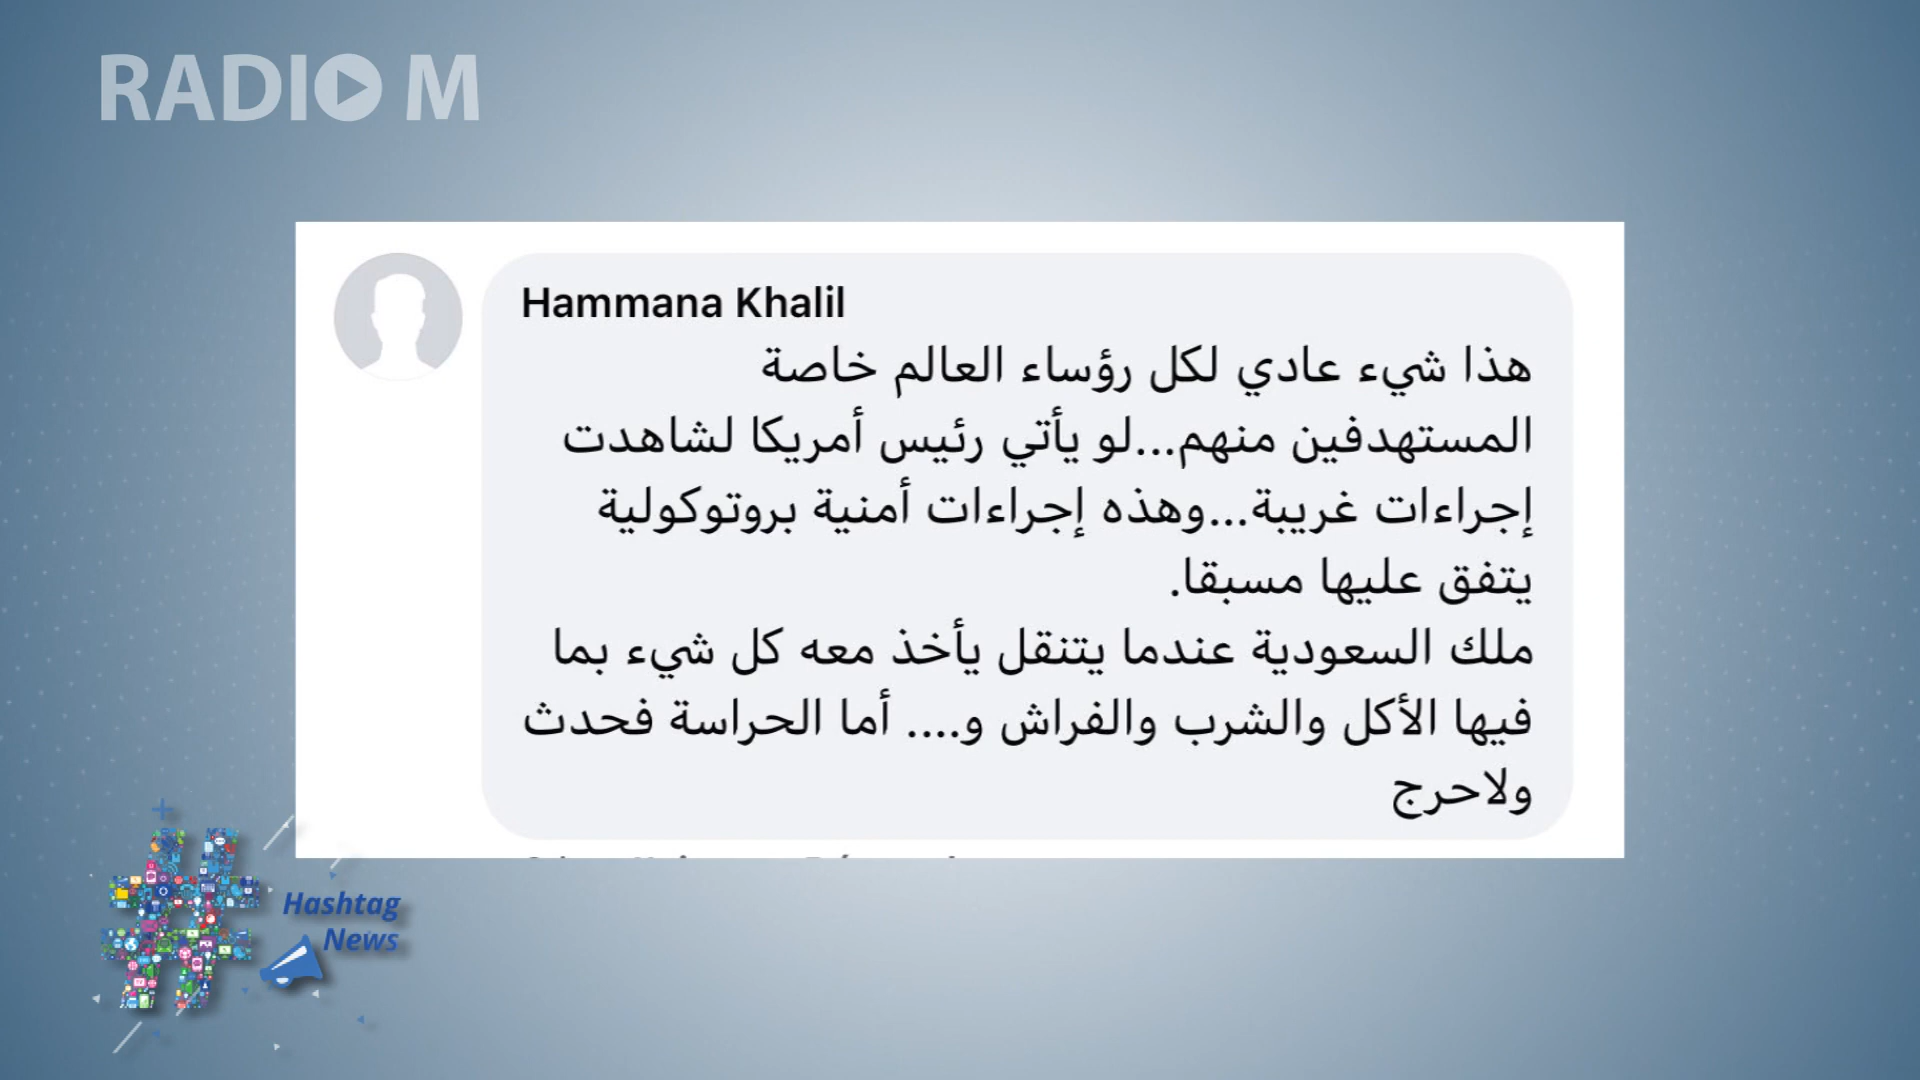 RADIO M
Hammana Khalil
هذا شيء عادي لكل رؤساء العالم خاصة
المستهدفين منهم...لو يأتي رئيس أمريكا لشاهدت
إجراءات غريبة...وهذه إجراءات أمنية بروتوكولية
يتفق عليها مسبقا.
ملك السعودية عندما يتنقل يأخذ معه كل شيء بما
فيها الأكل والشرب والفراش و.... أما الحراسة فحدث
ولاحرج
Hashtag
News